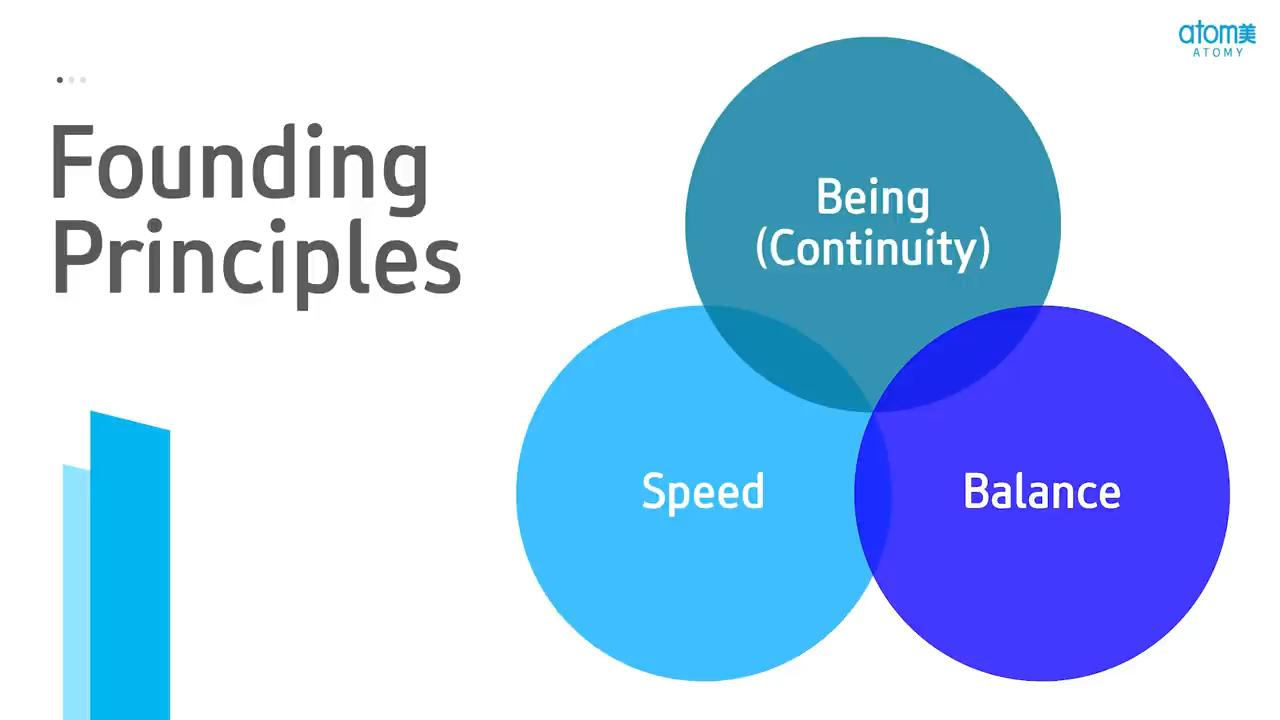 atom美
ATOMY
Founding
Principles
Being
(Continuity)
Speed
Balance